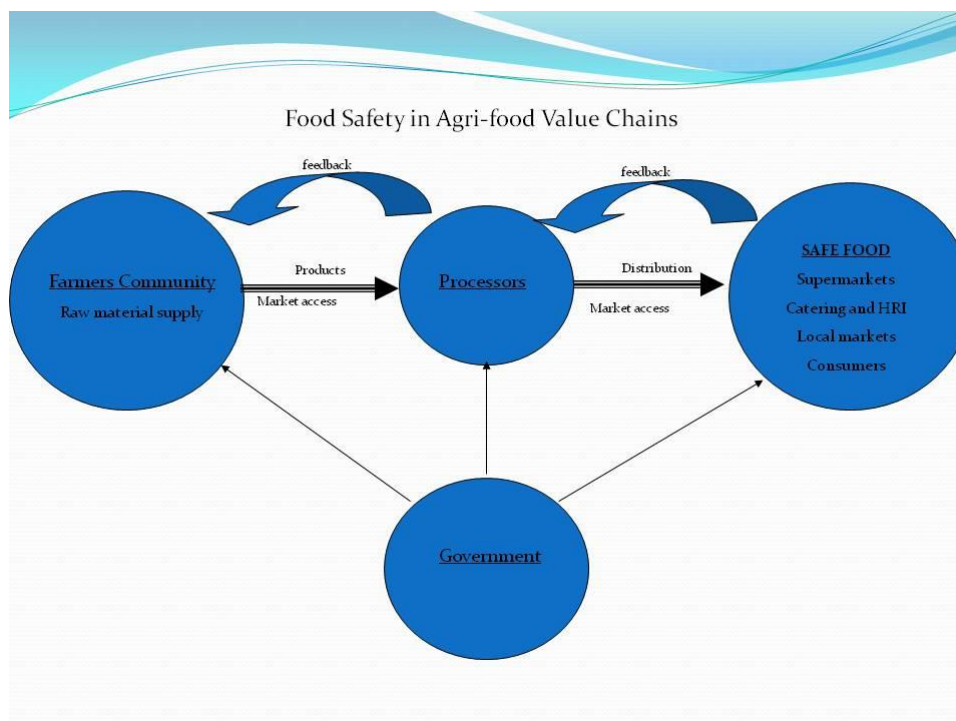 Food Safety in Agri-food Value Chains
feedback
feedback
Farmers Community
Raw material supply
Products
Market access
Processors
Distribution
Market access
SAFE FOOD
Supermarkets
Catering and HRI
Local markets
Consumers
Government